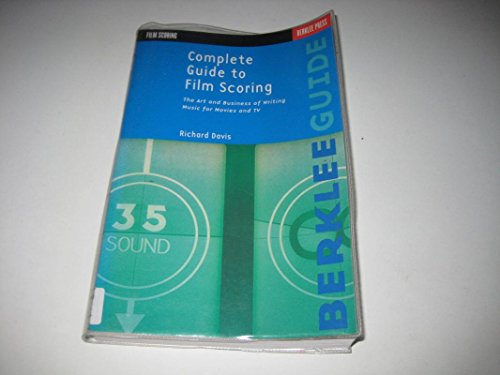 FILM SCORING
BERKLEE PRESS
Complete
Guide to
Film Scoring
The Art and Business of Writing
Music for Movies and TV
Richard Davis
BERKLEE GUIDE
35
SOUND